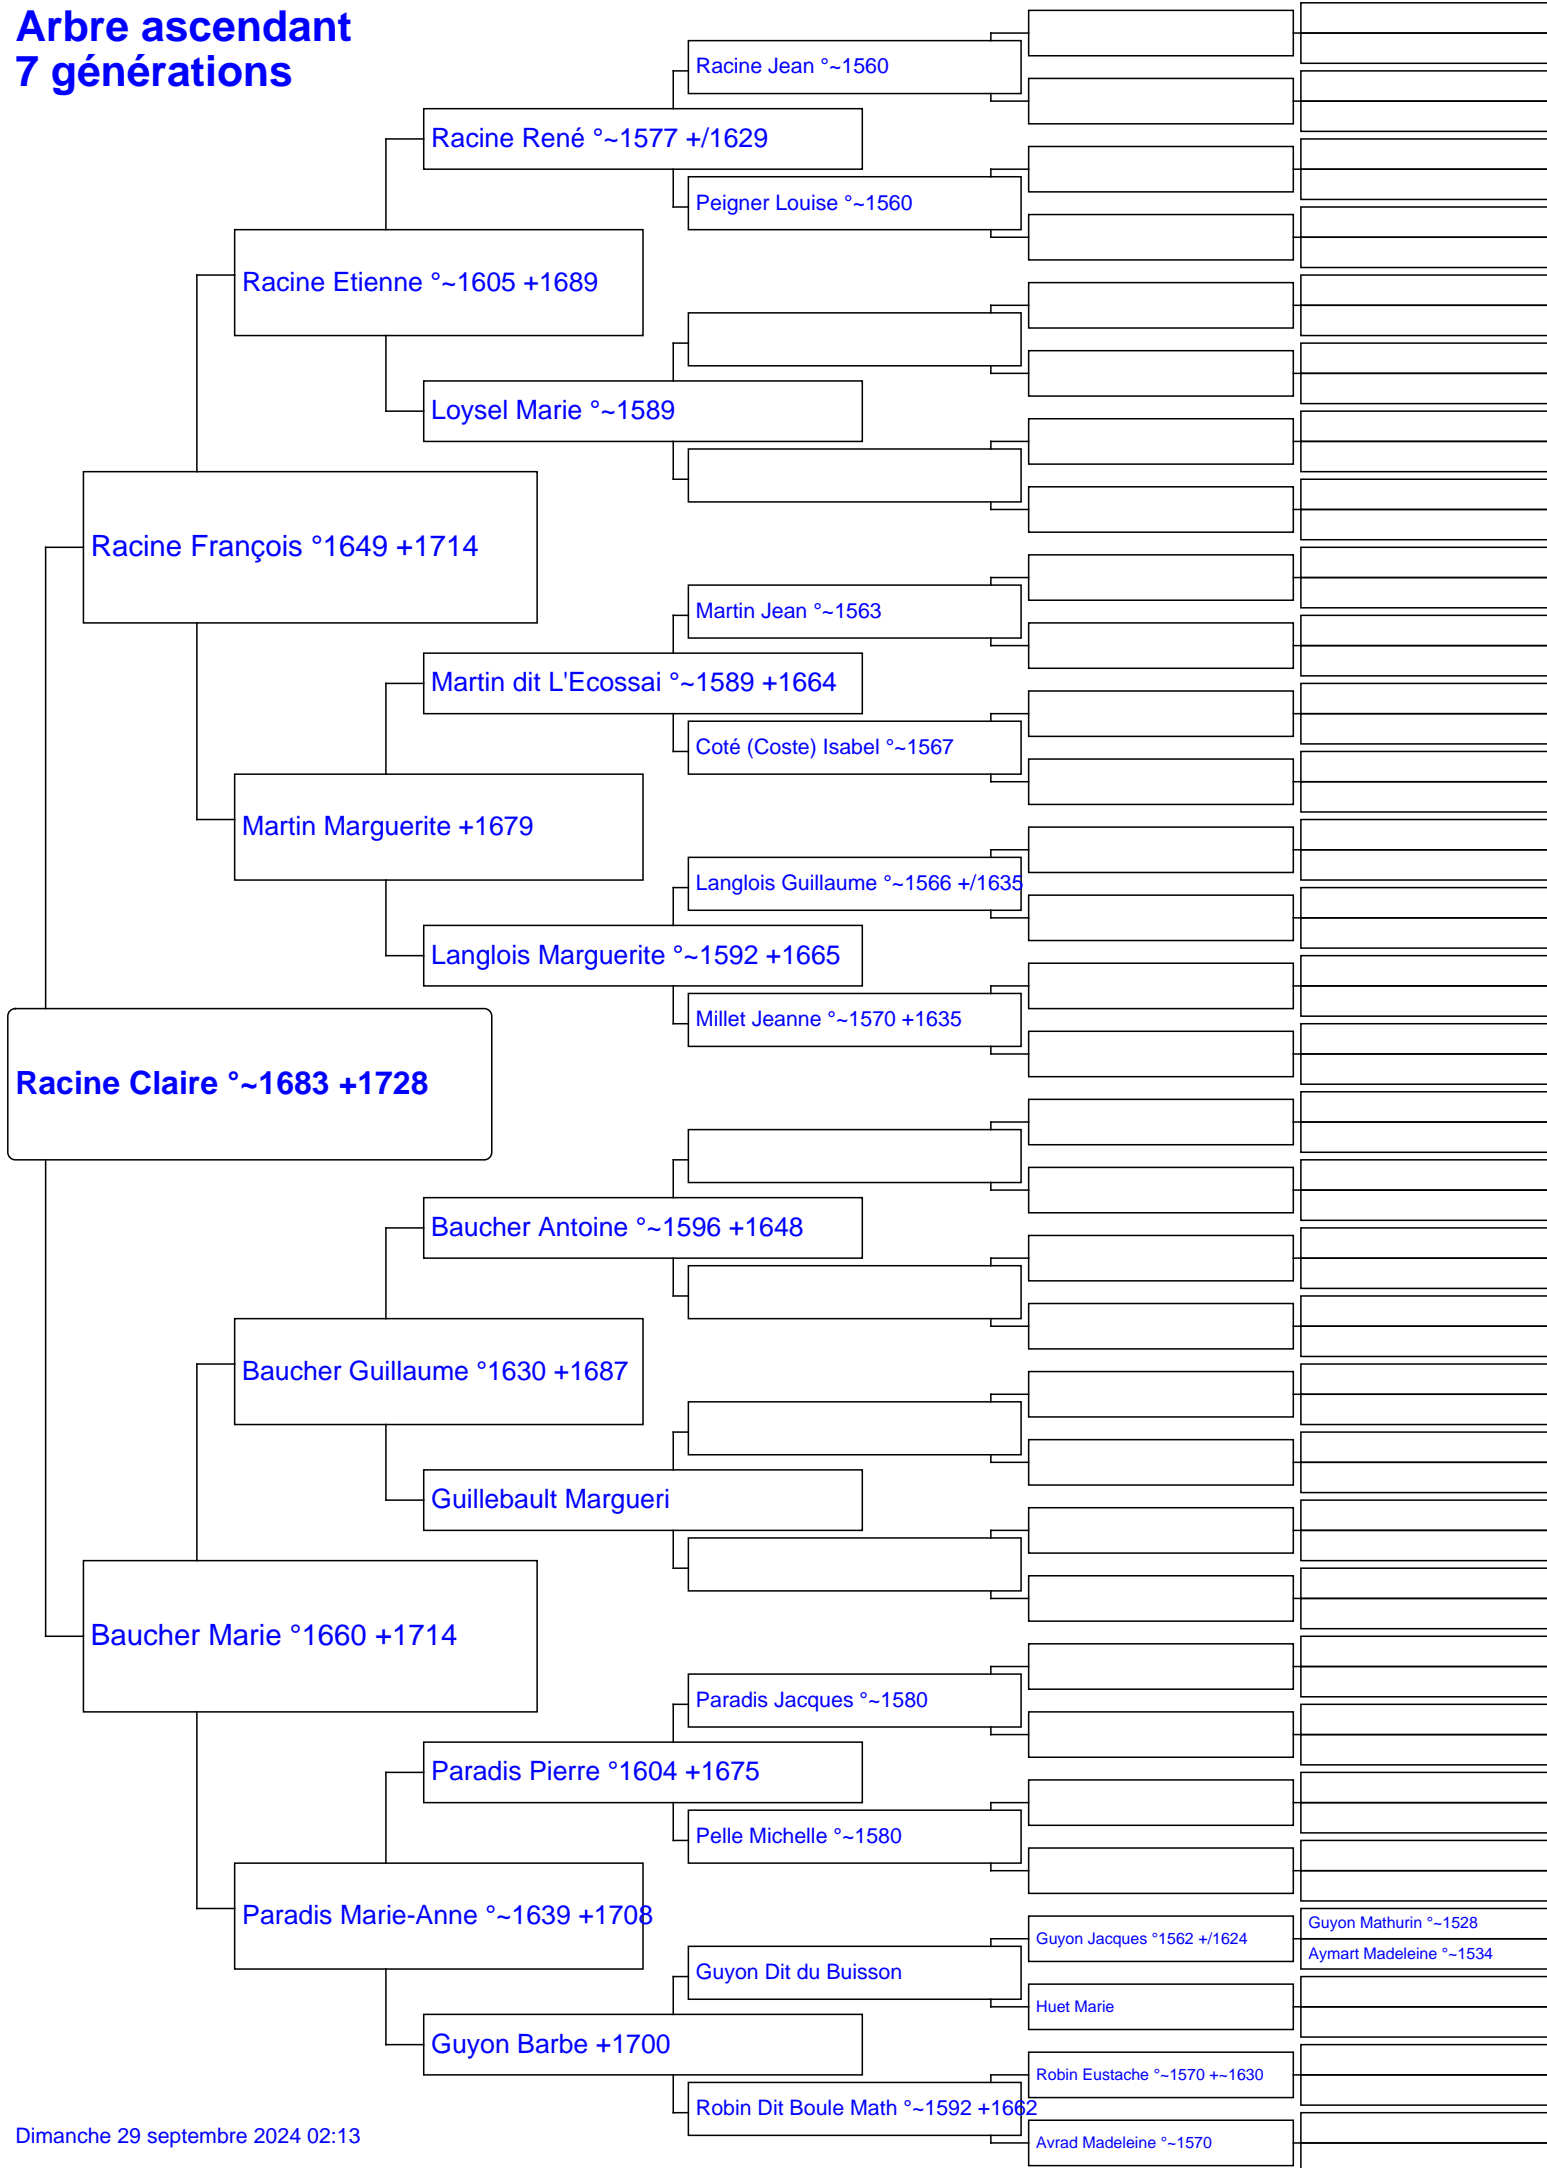 Arbre ascendant
7 générations
Racine Jean °~1560
Racine René °~1577 +/1629
Peigner Louise °~1560
Racine Etienne °~1605 +1689
Loysel Marie °~1589
Racine François °1649 +1714
Martin Jean °~1563
Martin dit L'Ecossai °~1589 +1664
Coté (Coste) Isabel °~1567
Martin Marguerite +1679
Langlois Guillaume °~1566 +/1635
Langlois Marguerite °~1592 +1665
Millet Jeanne °~1570 +1635
Racine Claire °~1683 +1728
Baucher Antoine °~1596 +1648
Baucher Guillaume °1630 +1687
Guillebault Margueri
Baucher Marie °1660 +1714
Paradis Jacques °~1580
Paradis Pierre °1604 +1675
Pelle Michelle °~1580
Paradis Marie-Anne °~1639 +1708
Guyon Mathurin °~1528
Guyon Jacques °1562 +/1624
Aymart Madeleine °~1534
Guyon Dit du Buisson
Huet Marie
Guyon Barbe +1700
Robin Eustache °~1570 +~1630
Robin Dit Boule Math °~1592 +1662
Avrad Madeleine °~1570
Dimanche 29 septembre 2024 02:13